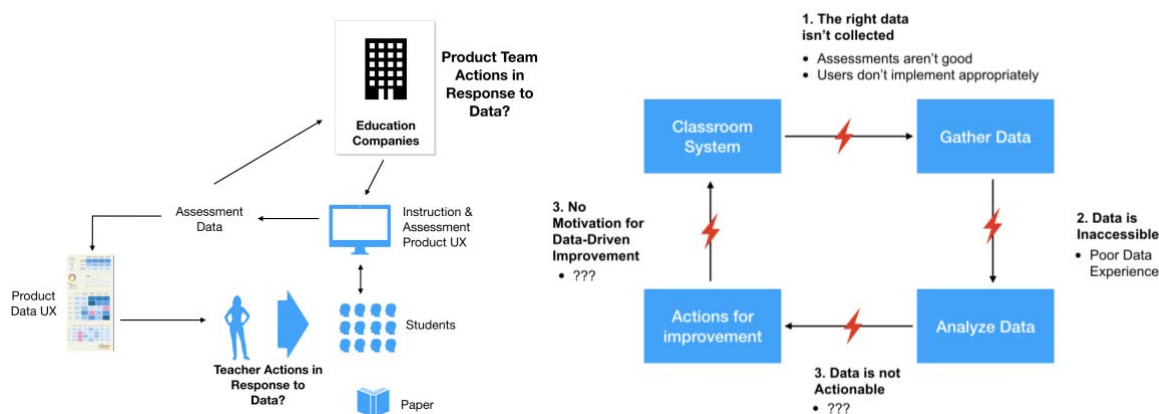 Product Team
Actions in
Response to
Data?
Education
Companies
Assessment
Data
Instruction &
Assessment
Product UX
Product
Data UX
Students
Teacher Actions in
Response to
Data?
Paper
1. The right data
isn't collected
• Assessments aren't good
• Users don't implement appropriately
Classroom
System
Gather Data
3. No
Motivation for
Data-Driven
Improvement
• ???
2. Data is
Inaccessible
• Poor Data
Experience
Actions for
improvement
Analyze Data
3. Data is not
Actionable
• ???